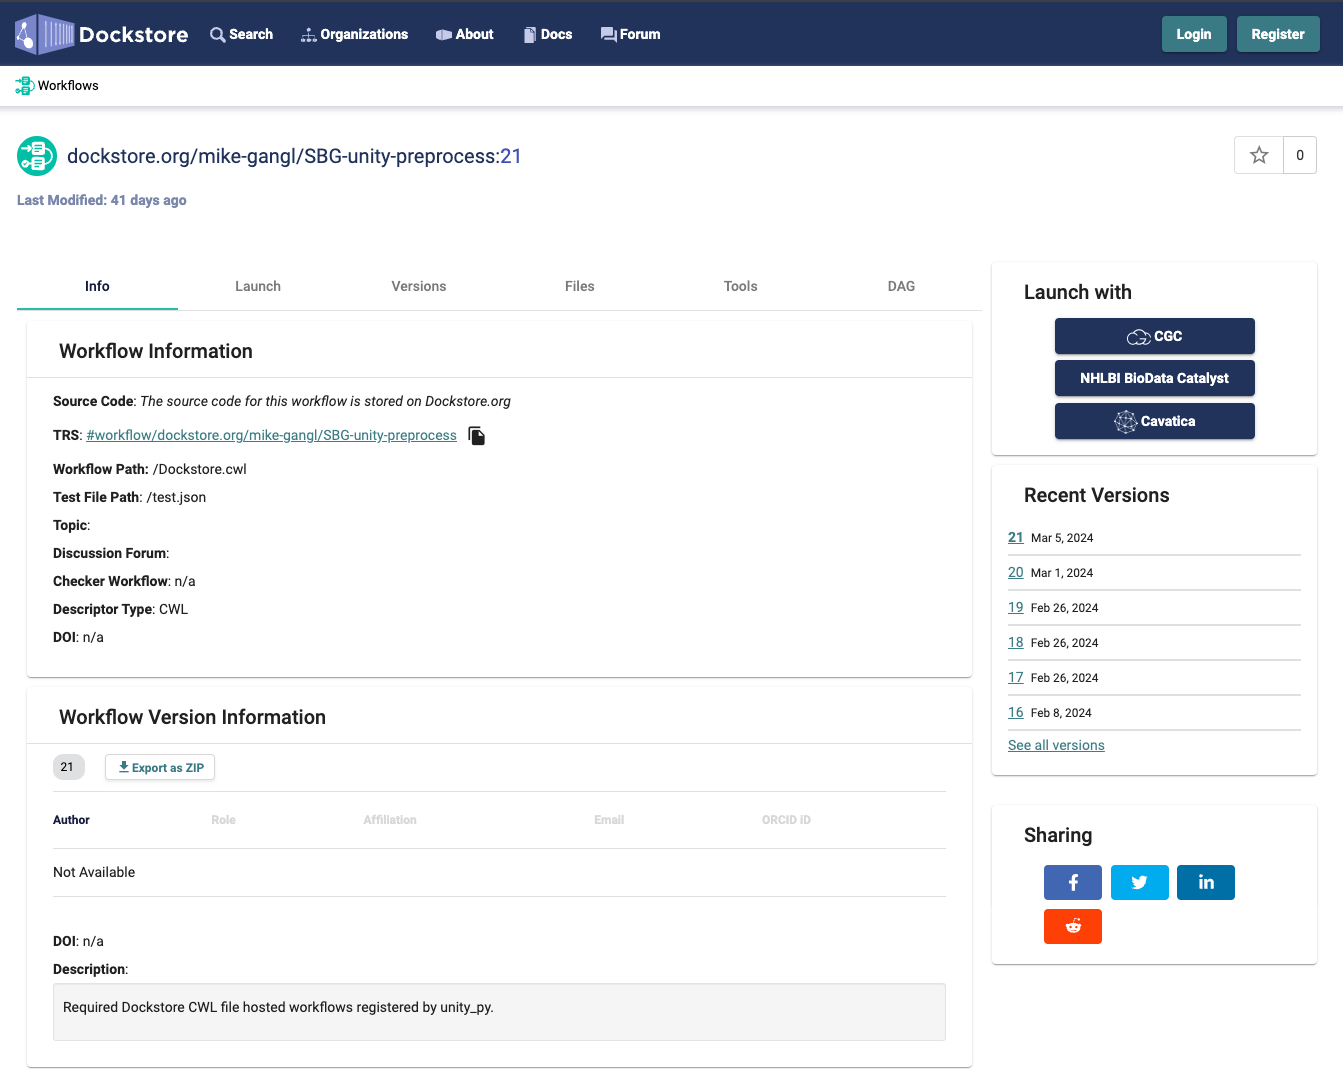 Dockstore Search Organizations About Docs Forum Login Register
Workflows
dockstore.org/mike-gangl/SBG-unity-preprocess:21
0
Last Modified: 41 days ago
Info Launch Versions Files Tools DAG
Workflow Information
Source Code: The source code for this workflow is stored on Dockstore.org
TRS: #workflow/dockstore.org/mike-gangl/SBG-unity-preprocess
Workflow Path: /Dockstore.cwl
Test File Path: /test.json
Topic:
Discussion Forum:
Checker Workflow: n/a
Descriptor Type: CWL
DOI: n/a
Workflow Version Information
21 Export as ZIP
Author Role Affiliation Email ORCID iD
Not Available
DOI: n/a
Description:
Required Dockstore CWL file hosted workflows registered by unity_py.
Launch with
CGC
NHLBI BioData Catalyst
Cavatica
Recent Versions
21 Mar 5, 2024
20 Mar 1, 2024
19 Feb 26, 2024
18 Feb 26, 2024
17 Feb 26, 2024
16 Feb 8, 2024
See all versions
Sharing